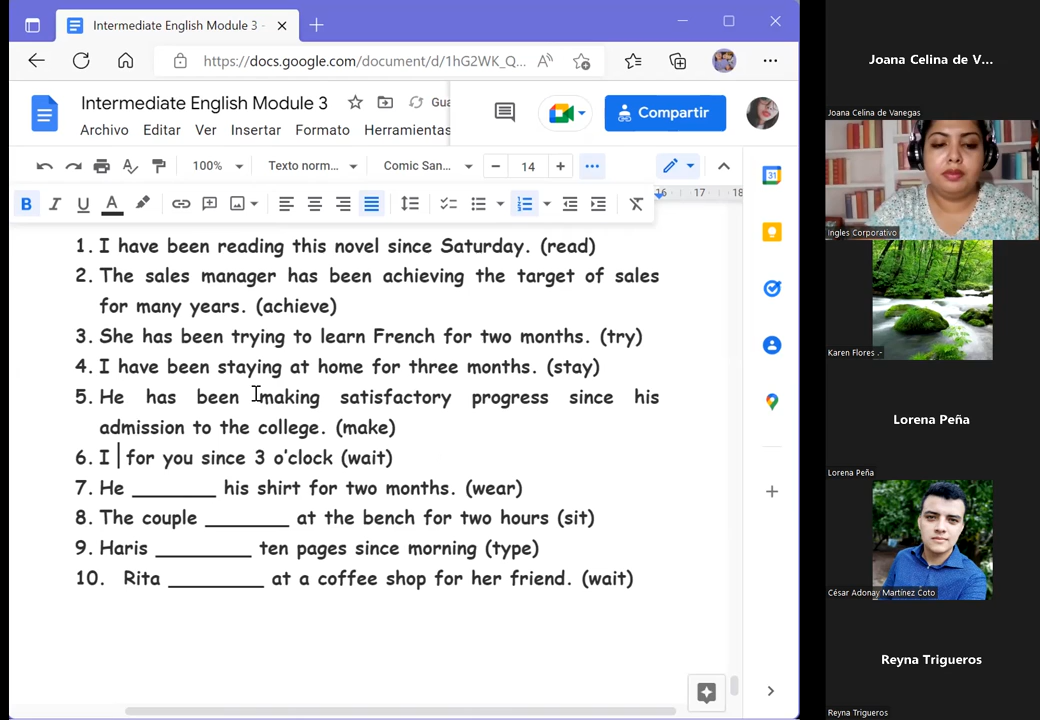 Intermediate English Module 3 -
https://docs.google.com/document/d/1hG2WK_Q...
Intermediate English Module 3
Gua
Archivo Editar Ver Insertar Formato Herramientas
Compartir
100% Texto norm... Comic San... 14
16 17 18
1. I have been reading this novel since Saturday. (read)
2. The sales manager has been achieving the target of sales
for many years. (achieve)
3. She has been trying to learn French for two months. (try)
4. I have been staying at home for three months. (stay)
5. He has been making satisfactory progress since his
admission to the college. (make)
6. I for you since 3 o'clock (wait)
7. He ________ his shirt for two months. (wear)
8. The couple ________ at the bench for two hours (sit)
9. Haris _________ ten pages since morning (type)
10. Rita _________ at a coffee shop for her friend. (wait)
31
Joana Celina de V...
Joana Celina de Vanegas
Ingles Corporativo
Karen Flores .-
Lorena Peña
Lorena Peña
César Adonay Martínez Coto
Reyna Trigueros
Reyna Trigueros